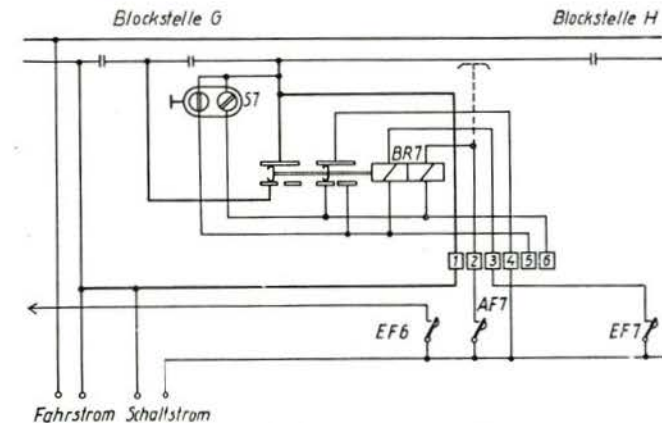 Blockstelle G
Blockstelle H
S7
BR7
1 2 3 4 5 6
EF6
AF7
EF7
Fahrstrom Schaltstrom